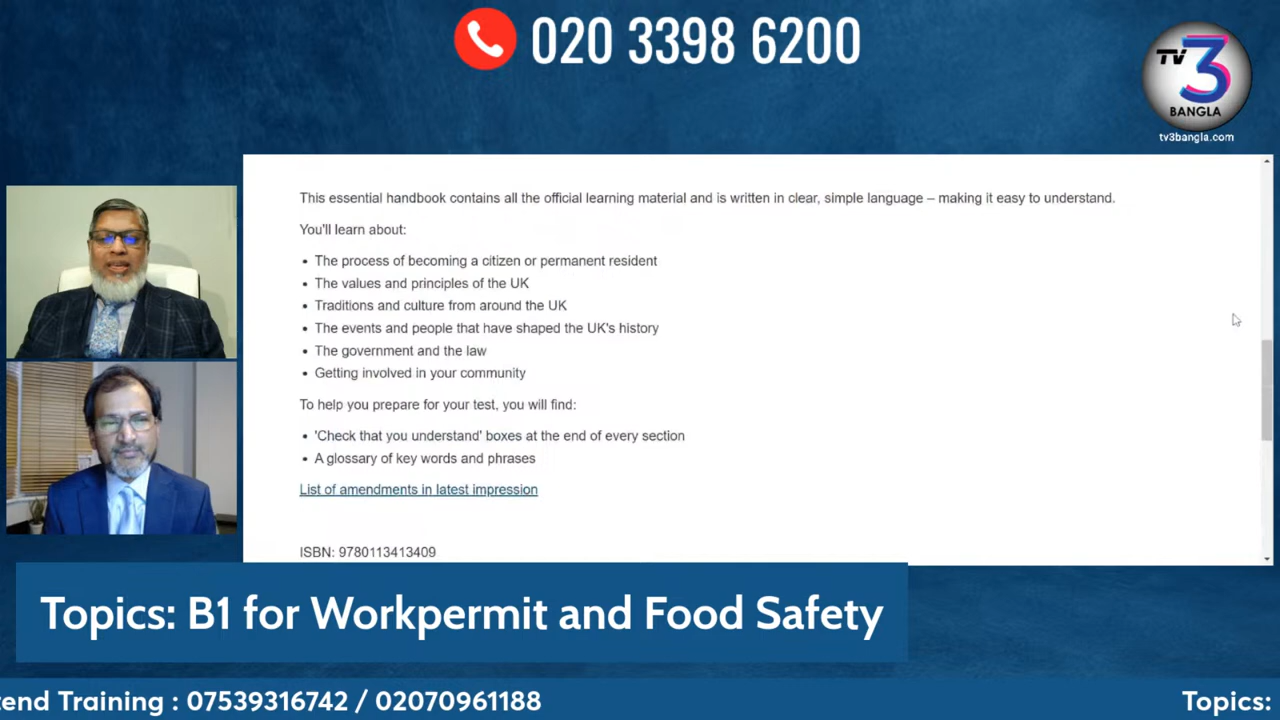 020 3398 6200
TV3
BANGLA
tv3bangla.com
This essential handbook contains all the official learning material and is written in clear, simple language – making it easy to understand.
You'll learn about:
• The process of becoming a citizen or permanent resident
• The values and principles of the UK
• Traditions and culture from around the UK
• The events and people that have shaped the UK's history
• The government and the law
• Getting involved in your community
To help you prepare for your test, you will find:
• 'Check that you understand' boxes at the end of every section
• A glossary of key words and phrases
List of amendments in latest impression
ISBN: 9780113413409
Topics: B1 for Workpermit and Food Safety
tend Training : 07539316742 / 02070961188
Topics: